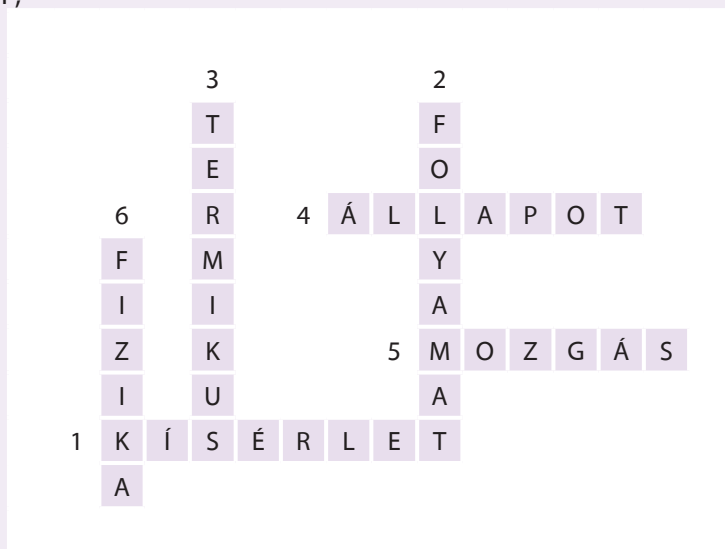 3 2
T F
E O
6 R 4 Á L L A P O T
F M Y
I I A
Z K 5 M O Z G Á S
I U A
1 K Í S É R L E T
A